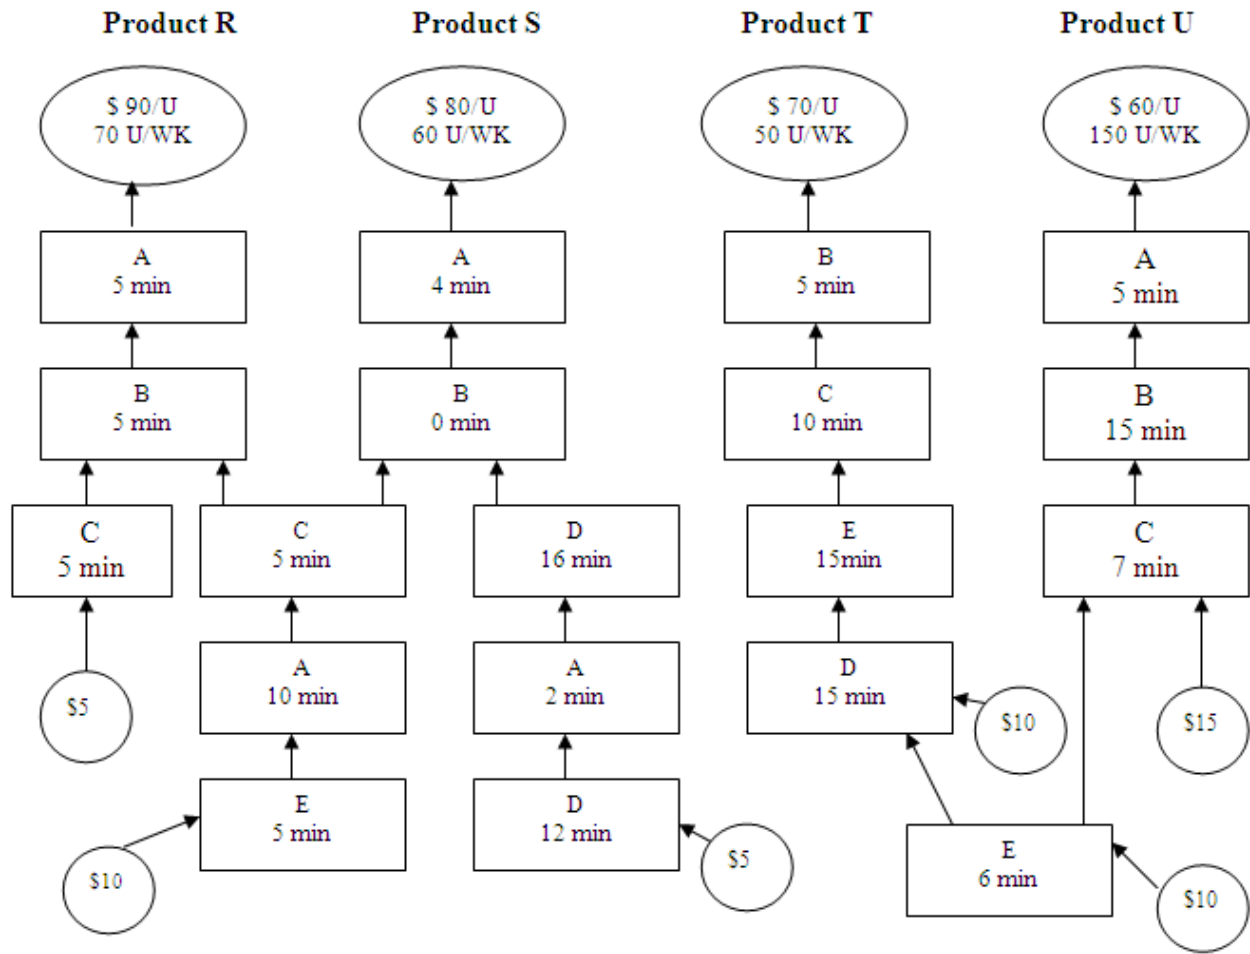 Product R
Product S
Product T
Product U
$ 90/U
70 U/WK
$ 80/U
60 U/WK
$ 70/U
50 U/WK
$ 60/U
150 U/WK
A
5 min
A
4 min
B
5 min
A
5 min
B
5 min
B
0 min
C
10 min
B
15 min
C
5 min
C
5 min
D
16 min
E
15min
C
7 min
$5
A
10 min
A
2 min
D
15 min
$10
$15
E
5 min
D
12 min
$10
$5
E
6 min
$10